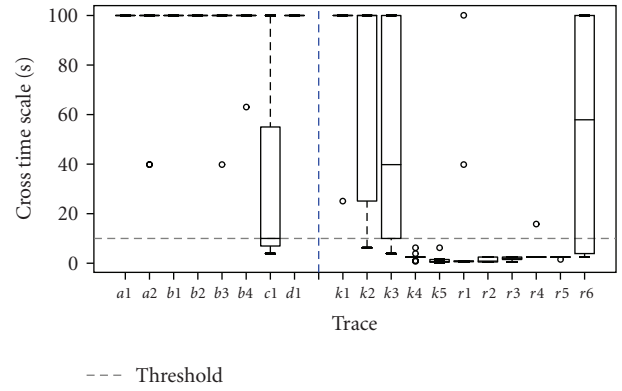 Cross time scale (s)
100
80
60
40
20
0
a1 a2 b1 b2 b3 b4 c1 d1 k1 k2 k3 k4 k5 r1 r2 r3 r4 r5 r6
Trace
Threshold